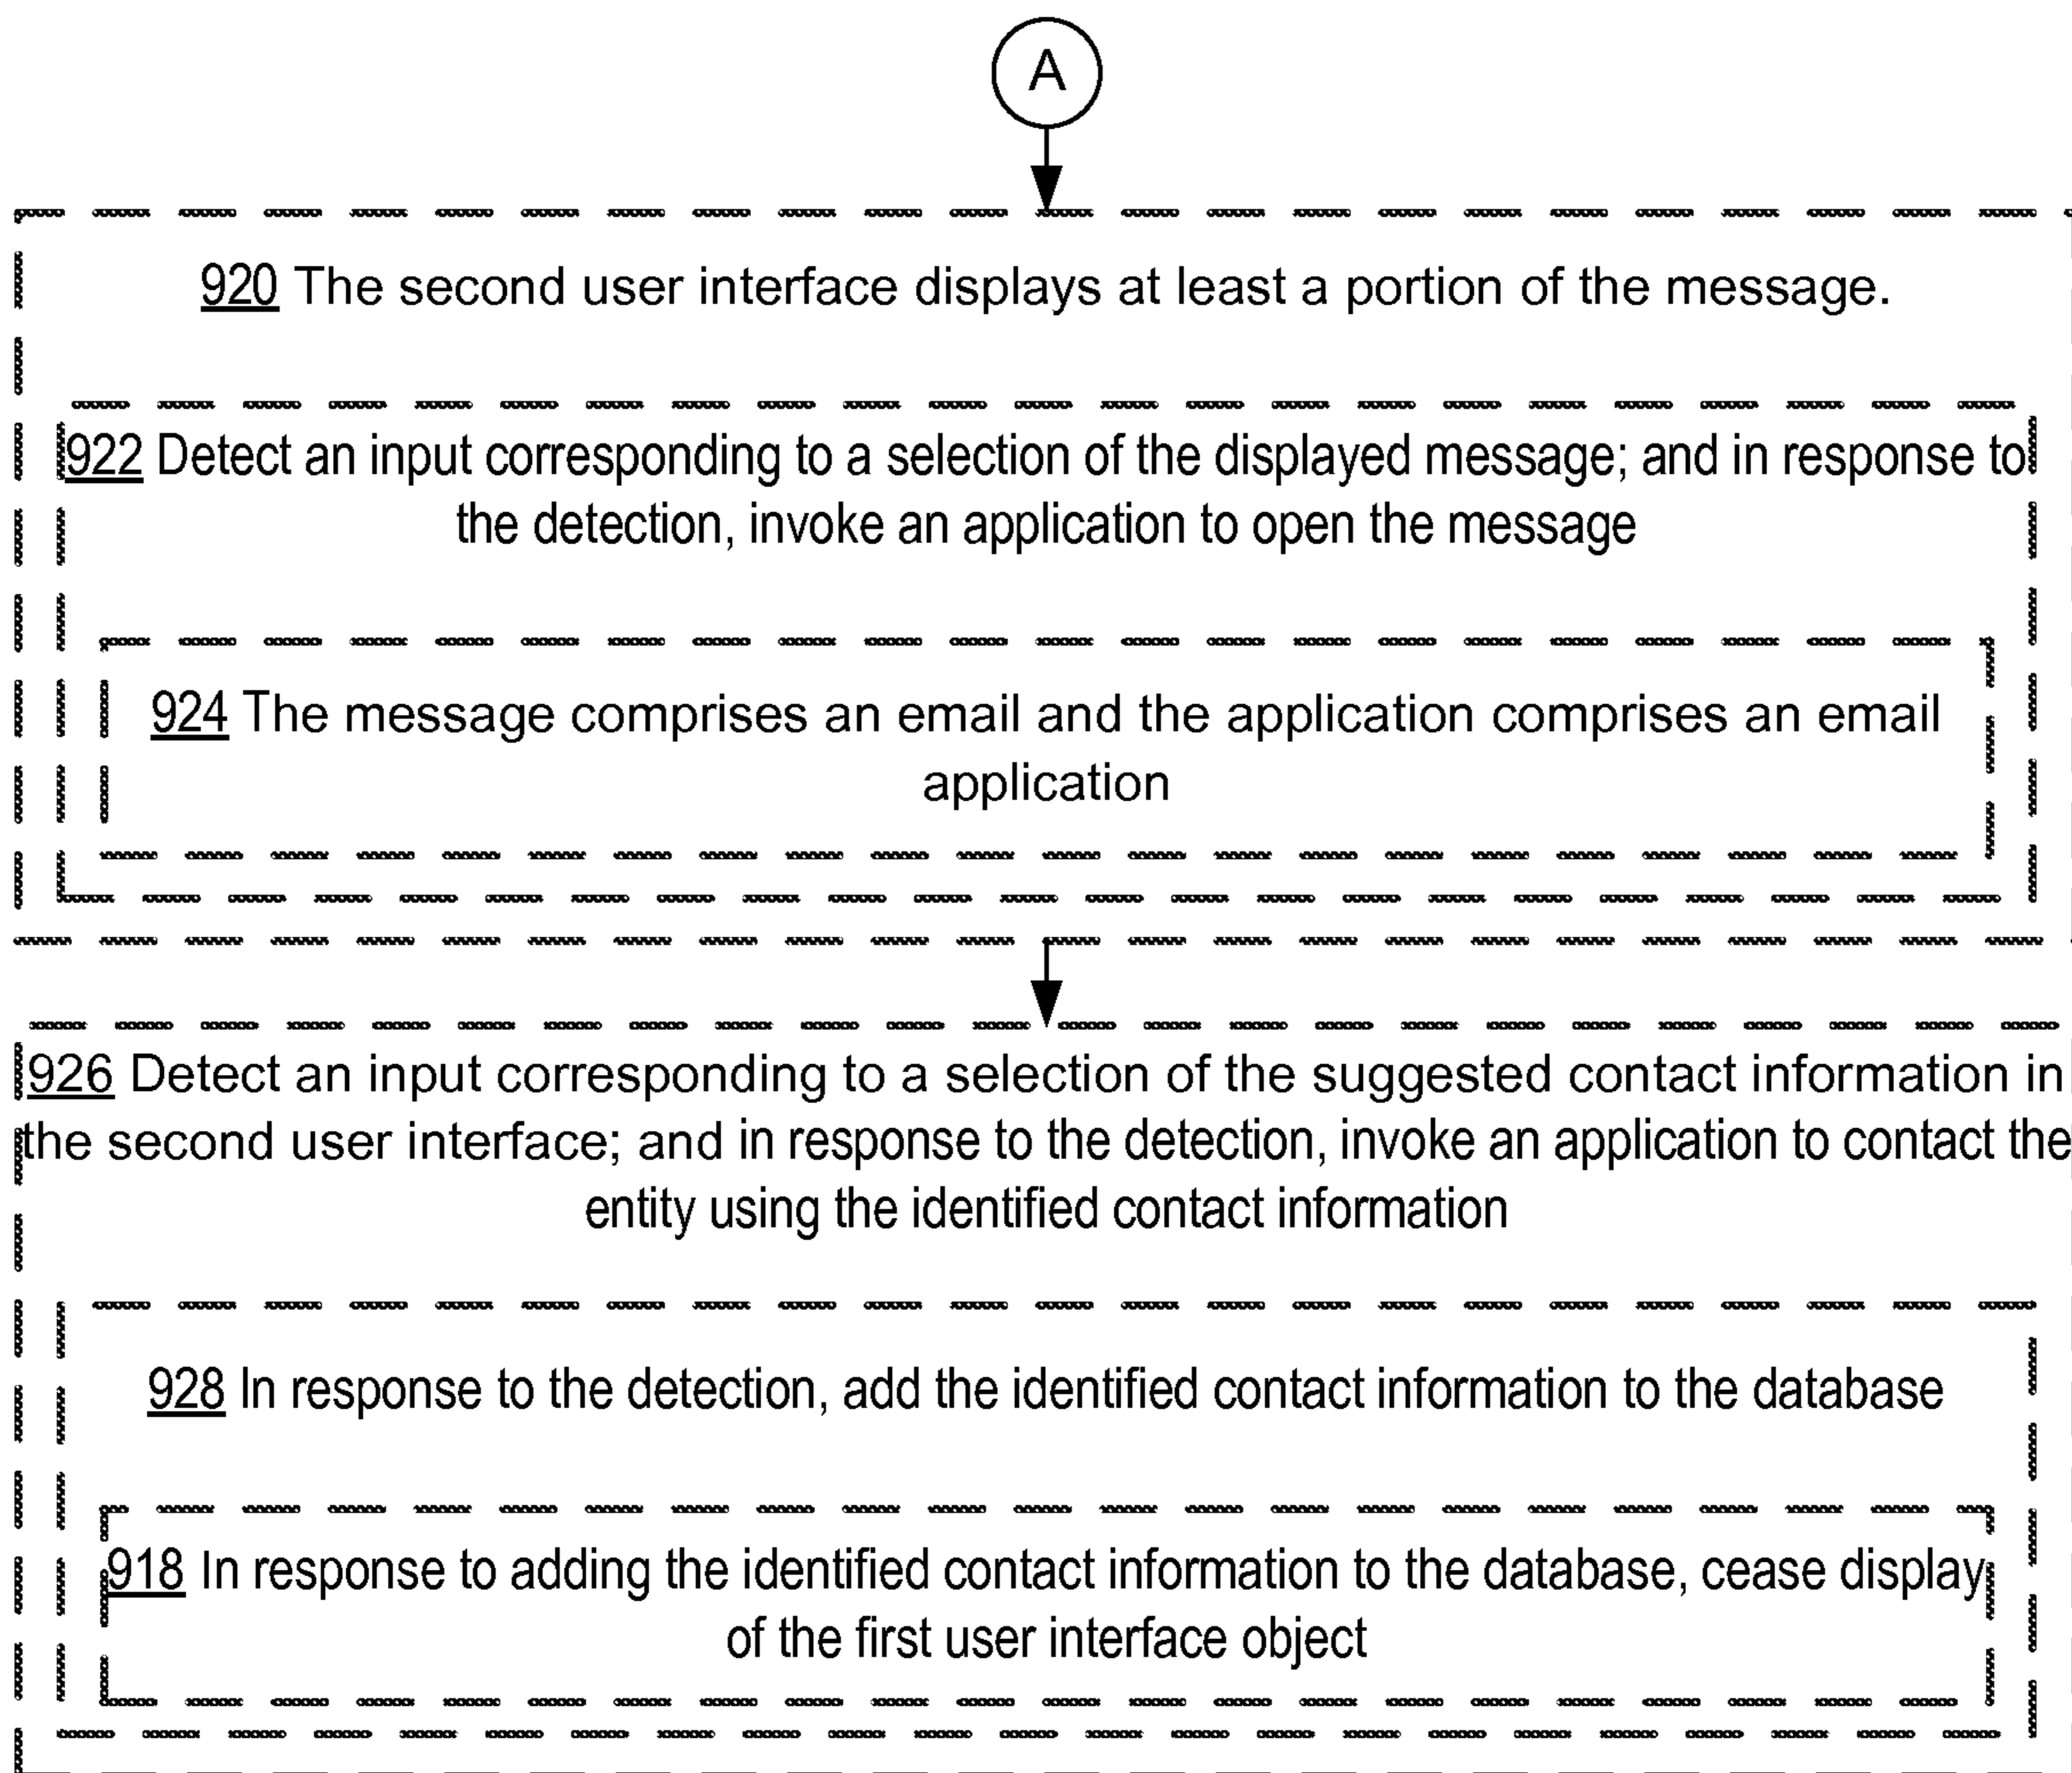 A
920 The second user interface displays at least a portion of the message.
922 Detect an input corresponding to a selection of the displayed message; and in response to
the detection, invoke an application to open the message
924 The message comprises an email and the application comprises an email
application
926 Detect an input corresponding to a selection of the suggested contact information in
the second user interface; and in response to the detection, invoke an application to contact the
entity using the identified contact information
928 In response to the detection, add the identified contact information to the database
918 In response to adding the identified contact information to the database, cease display
of the first user interface object